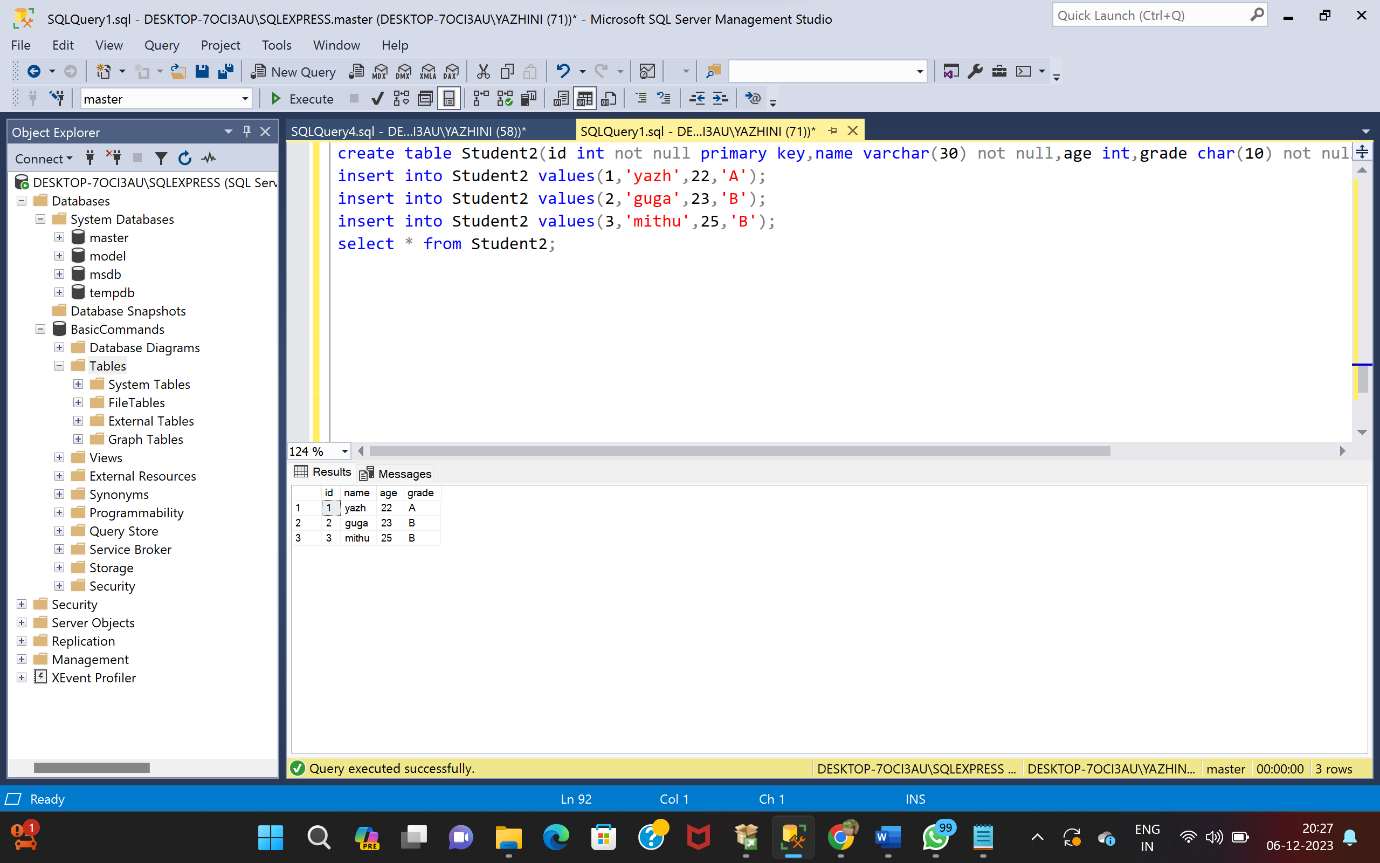 SQLQuery1.sql - DESKTOP-7OCI3AU\SQLEXPRESS.master (DESKTOP-7OCI3AU\YAZHINI (71))* - Microsoft SQL Server Management Studio
Quick Launch (Ctrl+Q)
File Edit View Query Project Tools Window Help
New Query MDX DMX XMLA DAX
master Execute
Object Explorer
SQLQuery4.sql - DE...I3AU\YAZHINI (58))*
SQLQuery1.sql - DE...I3AU\YAZHINI (71))*
Connect
DESKTOP-7OCI3AU\SQLEXPRESS (SQL Ser
Databases
System Databases
master
model
msdb
tempdb
Database Snapshots
BasicCommands
Database Diagrams
Tables
System Tables
FileTables
External Tables
Graph Tables
Views
External Resources
Synonyms
Programmability
Query Store
Service Broker
Storage
Security
Security
Server Objects
Replication
Management
XEvent Profiler
create table Student2(id int not null primary key,name varchar(30) not null,age int,grade char(10) not nul
insert into Student2 values(1,'yazh',22,'A');
insert into Student2 values(2,'guga',23,'B');
insert into Student2 values(3,'mithu',25,'B');
select * from Student2;
124 %
Results Messages
id name age grade
1 1 yazh 22 A
2 2 guga 23 B
3 3 mithu 25 B
Query executed successfully.
DESKTOP-7OCI3AU\SQLEXPRESS ... DESKTOP-7OCI3AU\YAZHIN... master 00:00:00 3 rows
Ready Ln 92 Col 1 Ch 1 INS
1
PRE
99
ENG
IN
20:27
06-12-2023